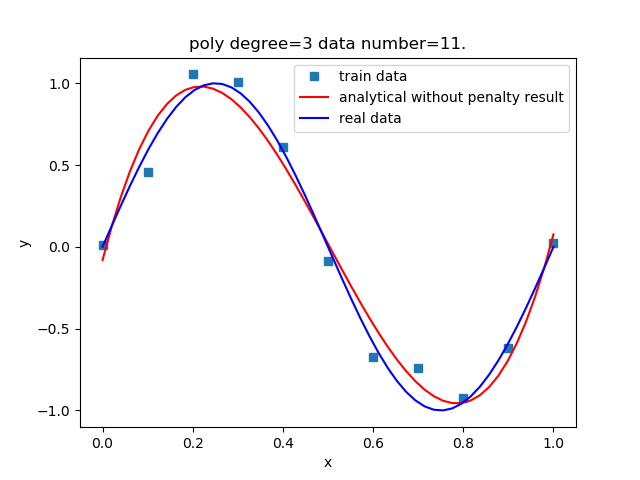 poly degree=3 data number=11.
train data
analytical without penalty result
real data
1.0
0.5
0.0
−0.5
−1.0
y
0.0 0.2 0.4 0.6 0.8 1.0
x